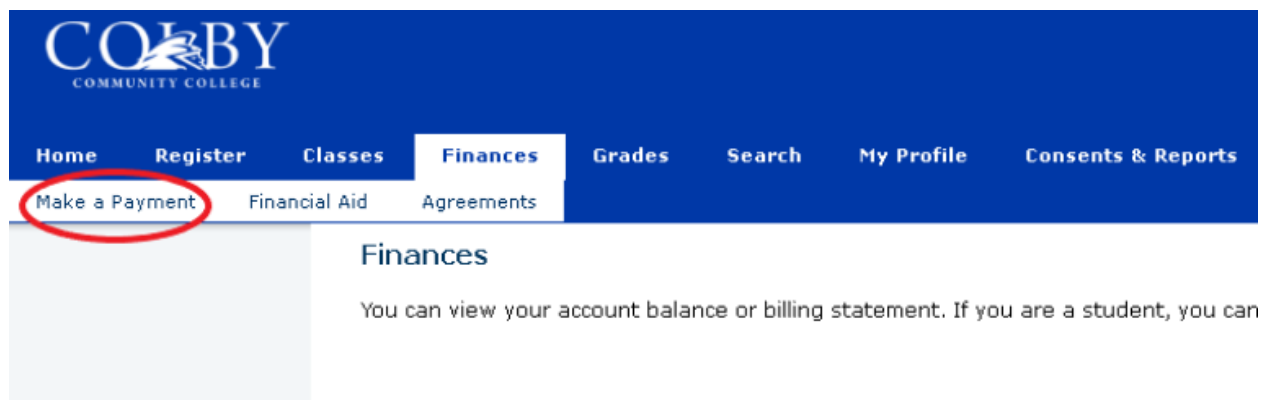 COLBY
COMMUNITY COLLEGE
Home Register Classes Finances Grades Search My Profile Consents & Reports
Make a Payment Financial Aid Agreements
Finances
You can view your account balance or billing statement. If you are a student, you can